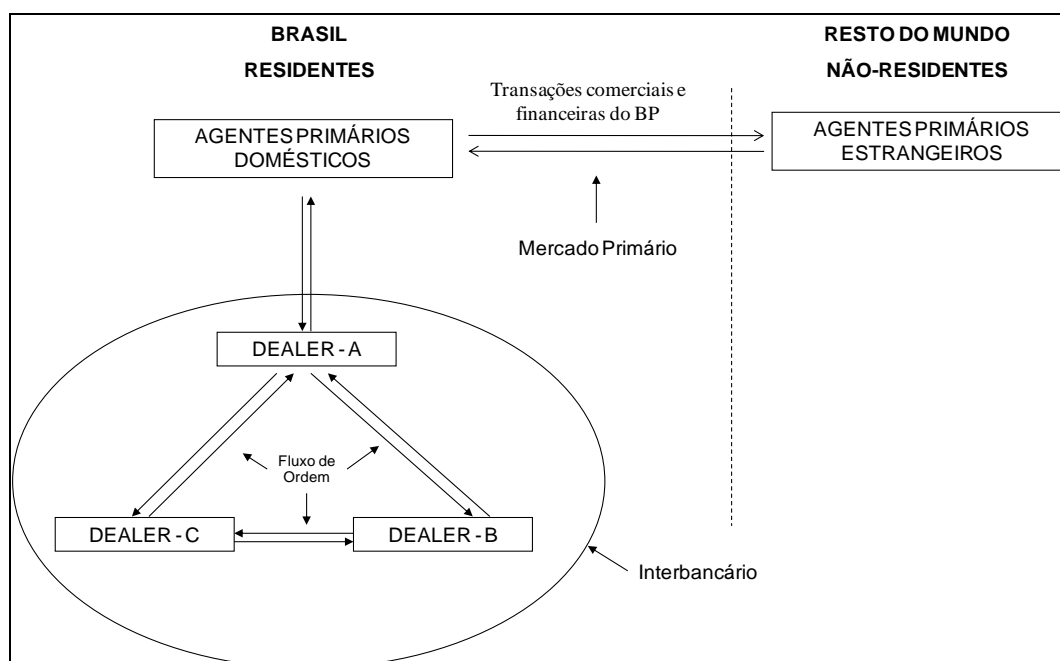 BRASIL
RESIDENTES
RESTO DO MUNDO
NÃO-RESIDENTES
Transações comerciais e
financeiras do BP
AGENTES PRIMÁRIOS
DOMÉSTICOS
AGENTES PRIMÁRIOS
ESTRANGEIROS
Mercado Primário
DEALER - A
Fluxo de
Ordem
DEALER - C
DEALER - B
Interbancário